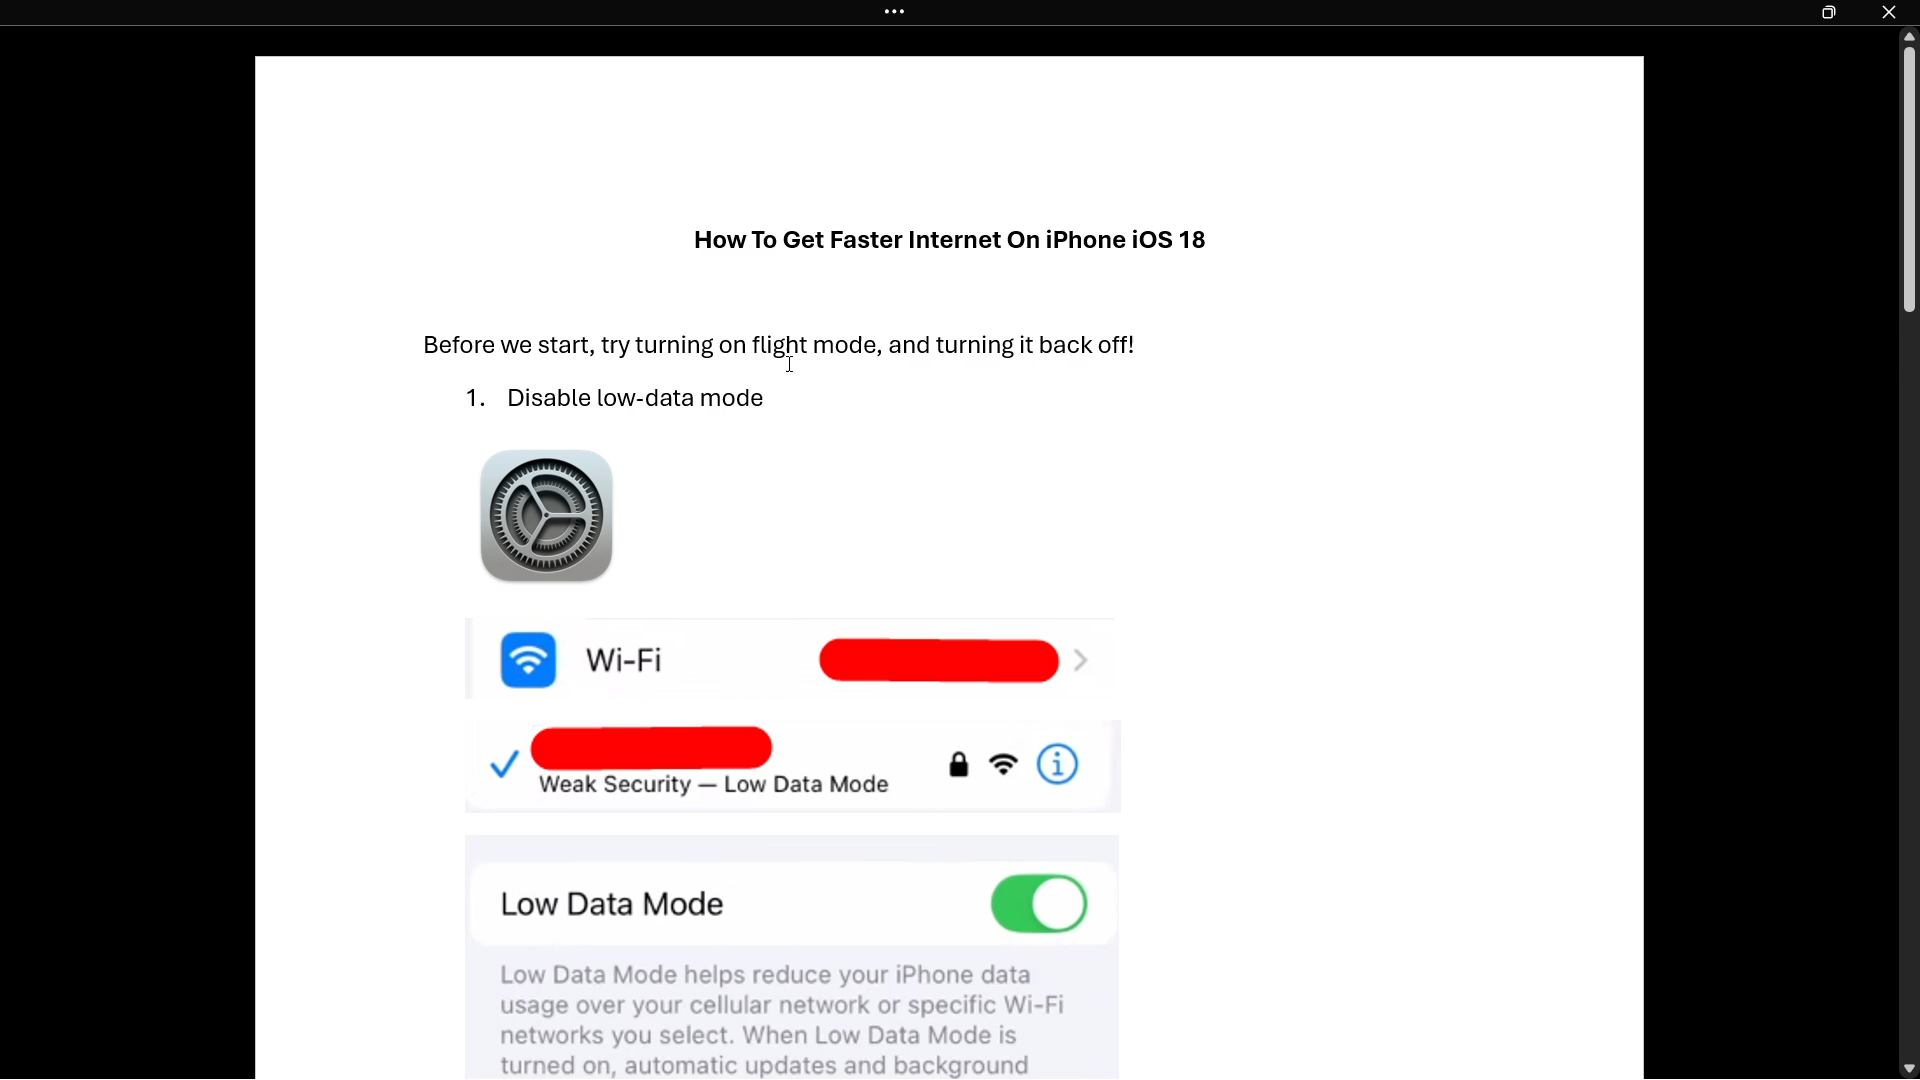 How To Get Faster Internet On iPhone iOS 18
Before we start, try turning on flight mode, and turning it back off!
1. Disable low-data mode
Wi-Fi
Weak Security — Low Data Mode
Low Data Mode
Low Data Mode helps reduce your iPhone data
usage over your cellular network or specific Wi-Fi
networks you select. When Low Data Mode is
turned on, automatic updates and background